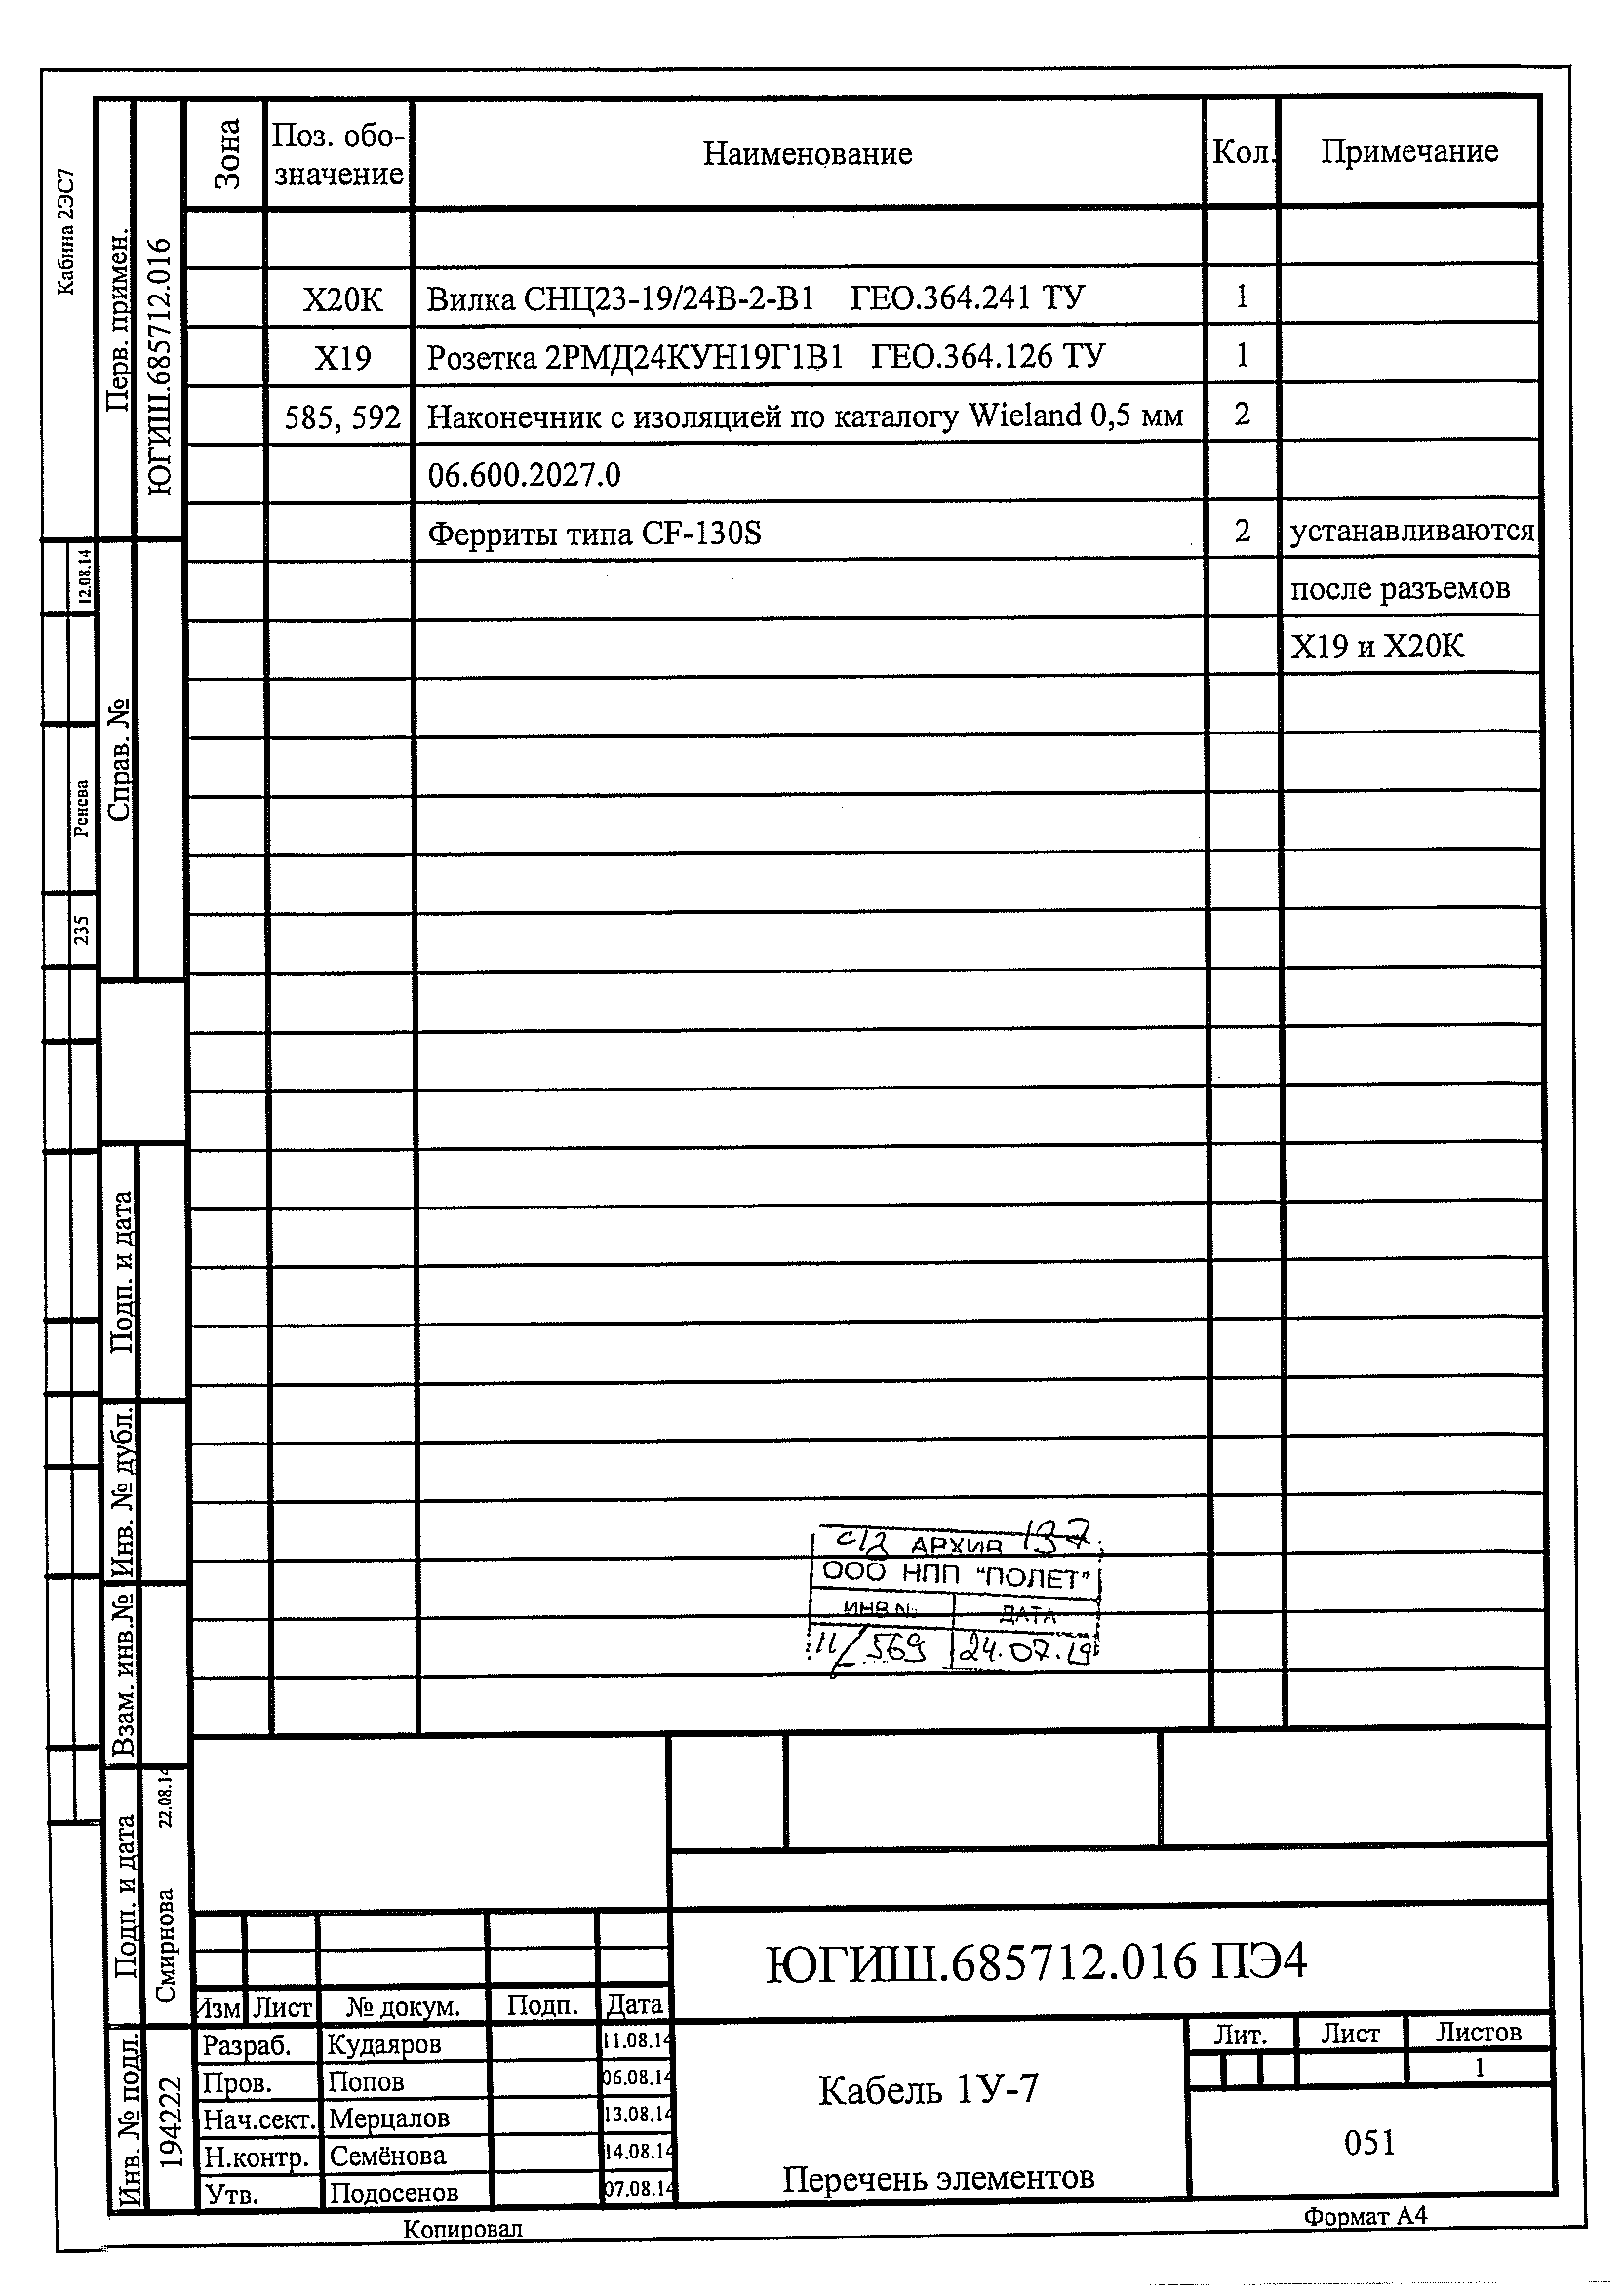 Кабина 2ЭС7
Перв. примен.
ЮГИШ.685712.016
Справ. №
12.08.14
235
Подп. и дата
Инв. № дубл.
Взам. инв.№
Подп. и дата
Смирнова 22.08.14
Инв. № подл.
194222
Зона Поз. обо- Наименование Кол. Примечание
значение
Х20К Вилка СНЦ23-19/24В-2-В1 ГЕО.364.241 ТУ 1
Х19 Розетка 2РМД24КУН19Г1В1 ГЕО.364.126 ТУ 1
585, 592 Наконечник с изоляцией по каталогу Wieland 0,5 мм 2
06.600.2027.0
Ферриты типа CF-130S 2 устанавливаются
после разъемов
Х19 и Х20К
АРХИВ 137
ООО НПП "ПОЛЕТ"
ИНВ.№ ДАТА
11/569 24.07.19
ЮГИШ.685712.016 ПЭ4
Изм Лист № докум. Подп. Дата
Разраб. Кудаяров 11.08.14
Пров. Попов 06.08.14
Нач.сект. Мерцалов 13.08.14
Н.контр. Семёнова 14.08.14
Утв. Подосенов 07.08.14
Кабель 1У-7
Перечень элементов
Лит. Лист Листов
1
051
Копировал Формат А4